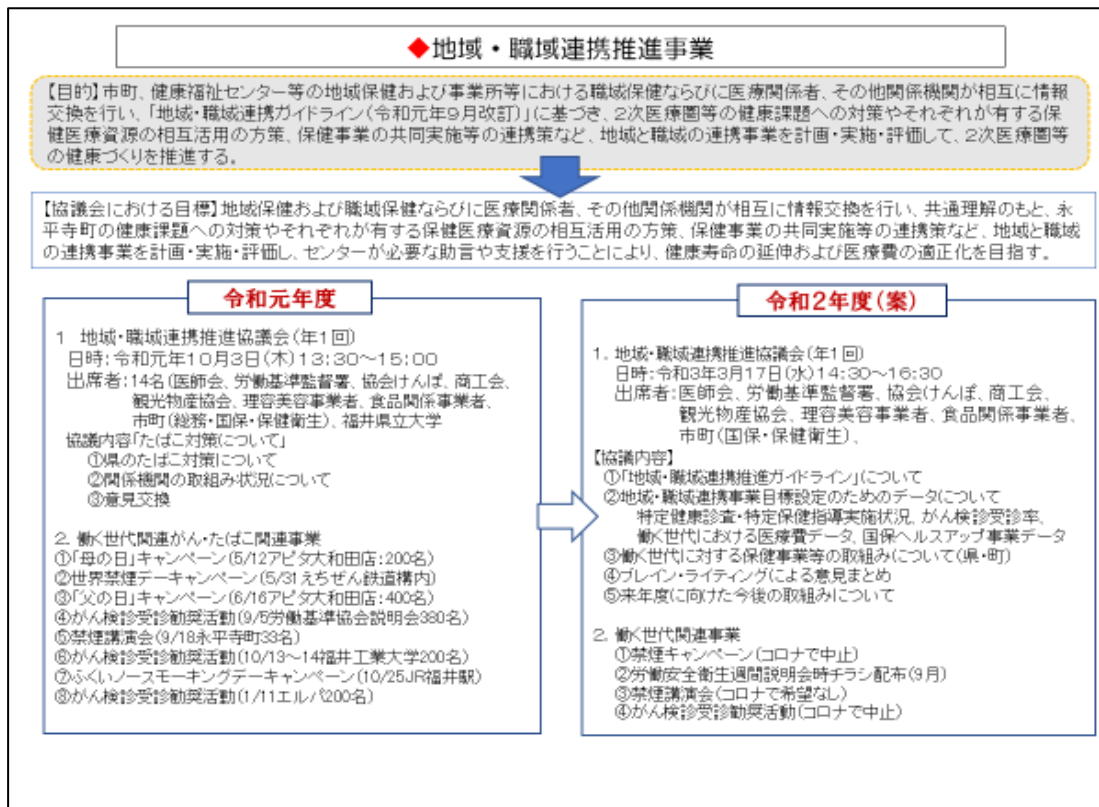 ◆地域・職域連携推進事業
【目的】市町、健康福祉センター等の地域保健および事業所等における職域保健ならびに医療関係者、その他関係機関が相互に情報
交換を行い、「地域・職域連携ガイドライン(令和元年9月改訂)」に基づき、2次医療圏等の健康課題への対策やそれぞれが有する保
健医療資源の相互活用の方策、保健事業の共同実施等の連携策など、地域と職域の連携事業を計画・実施・評価して、2次医療圏等
の健康づくりを推進する。
【協議会における目標】地域保健および職域保健ならびに医療関係者、その他関係機関が相互に情報交換を行い、共通理解のもと、永
平寺町の健康課題への対策やそれぞれが有する保健医療資源の相互活用の方策、保健事業の共同実施等の連携策など、地域と職域
の連携事業を計画・実施・評価し、センターが必要な助言や支援を行うことにより、健康寿命の延伸および医療費の適正化を目指す。
令和元年度
1 地域・職域連携推進協議会(年1回)
日時:令和元年10月3日(木)13:30~15:00
出席者:14名(医師会、労働基準監督署、協会けんぽ、商工会、
観光物産協会、理容美容事業者、食品関係事業者、
市町(総務・国保・保健衛生)、福井県立大学
協議内容「たばこ対策について」
①県のたばこ対策について
②関係機関の取組み状況について
③意見交換
2. 働く世代関連がん・たばこ関連事業
①「母の日」キャンペーン(5/12アピタ大和田店:200名)
②世界禁煙デーキャンペーン(5/31えちぜん鉄道構内)
③「父の日」キャンペーン(6/16アピタ大和田店:400名)
④がん検診受診勧奨活動(9/5労働基準協会説明会380名)
⑤禁煙講演会(9/18永平寺町33名)
⑥がん検診受診勧奨活動(10/13~14福井工業大学200名)
⑦ふくいノースモーキングデーキャンペーン(10/25JR福井駅)
⑧がん検診受診勧奨活動(1/11エルパ200名)
令和2年度(案)
1. 地域・職域連携推進協議会(年1回)
日時:令和3年3月17日(水)14:30~16:30
出席者:医師会、労働基準監督署、協会けんぽ、商工会、
観光物産協会、理容美容事業者、食品関係事業者、
市町(国保・保健衛生)、
【協議内容】
①「地域・職域連携推進ガイドライン」について
②地域・職域連携事業目標設定のためのデータについて
特定健康診査・特定保健指導実施状況、がん検診受診率、
働く世代における医療費データ、国保ヘルスアップ事業データ
③働く世代に対する保健事業等の取組みについて(県・町)
④ブレイン・ライティングによる意見まとめ
⑤来年度に向けた今後の取組みについて
2. 働く世代関連事業
①禁煙キャンペーン(コロナで中止)
②労働安全衛生週間説明会時チラシ配布(9月)
③禁煙講演会(コロナで希望なし)
④がん検診受診勧奨活動(コロナで中止)